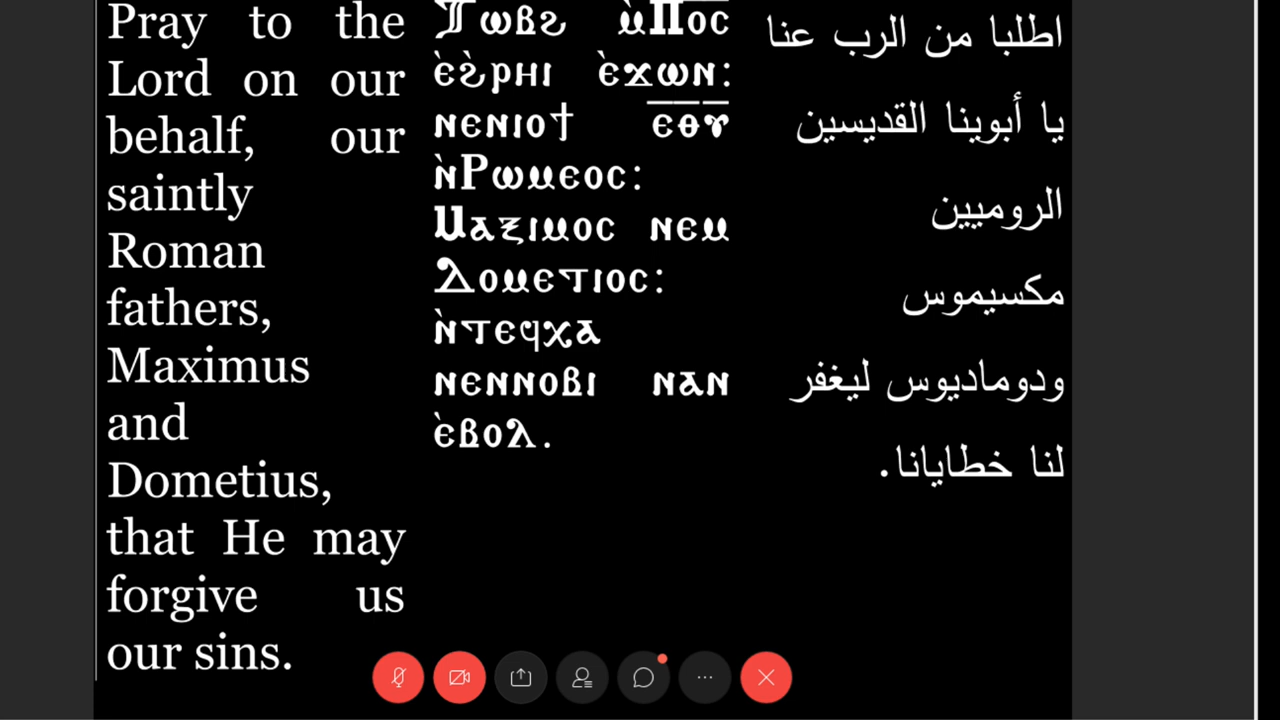 Pray to the
Lord on our
behalf, our
saintly
Roman
fathers,
Maximus
and
Dometius,
that He may
forgive us
our sins.
Ⲧⲱⲃϩ ⲙ̀Ⲡⲟ̅ⲥ̅
ⲉ̀ϩ̀ⲣⲏⲓ ⲉ̀ϫⲱⲛ:
ⲛⲉⲛⲓⲟϯ ⲉ̅ⲑ̅ⲩ̅
ⲛ̀Ⲣⲱⲙⲉⲟⲥ:
Ⲙⲁⲝⲓⲙⲟⲥ ⲛⲉⲙ
Ⲇⲟⲙⲉⲧⲓⲟⲥ:
ⲛ̀ⲧⲉϥⲭⲁ
ⲛⲉⲛⲛⲟⲃⲓ ⲛⲁⲛ
ⲉ̀ⲃⲟⲗ.
اطلبا من الرب عنا
يا أبوينا القديسين
الروميين
مكسيموس
ودوماديوس ليغفر
لنا خطايانا.